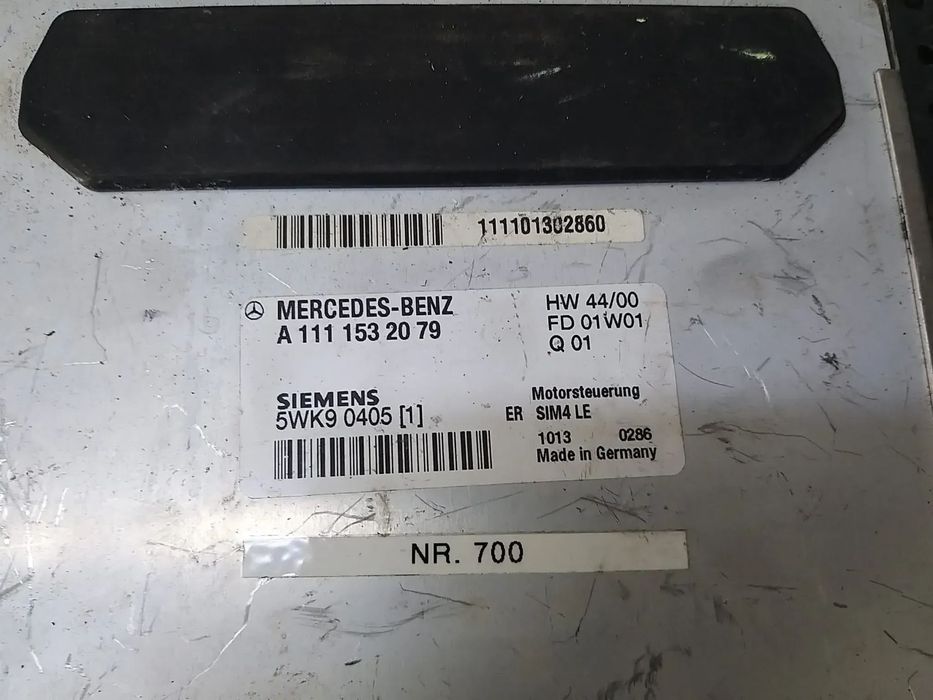 111101302860
MERCEDES-BENZ HW 44/00
A 111 153 20 79 FD 01W01
Q 01
SIEMENS Motorsteuerung
5WK9 0405 [1] ER SIM4 LE
1013 0286
Made in Germany
NR. 700